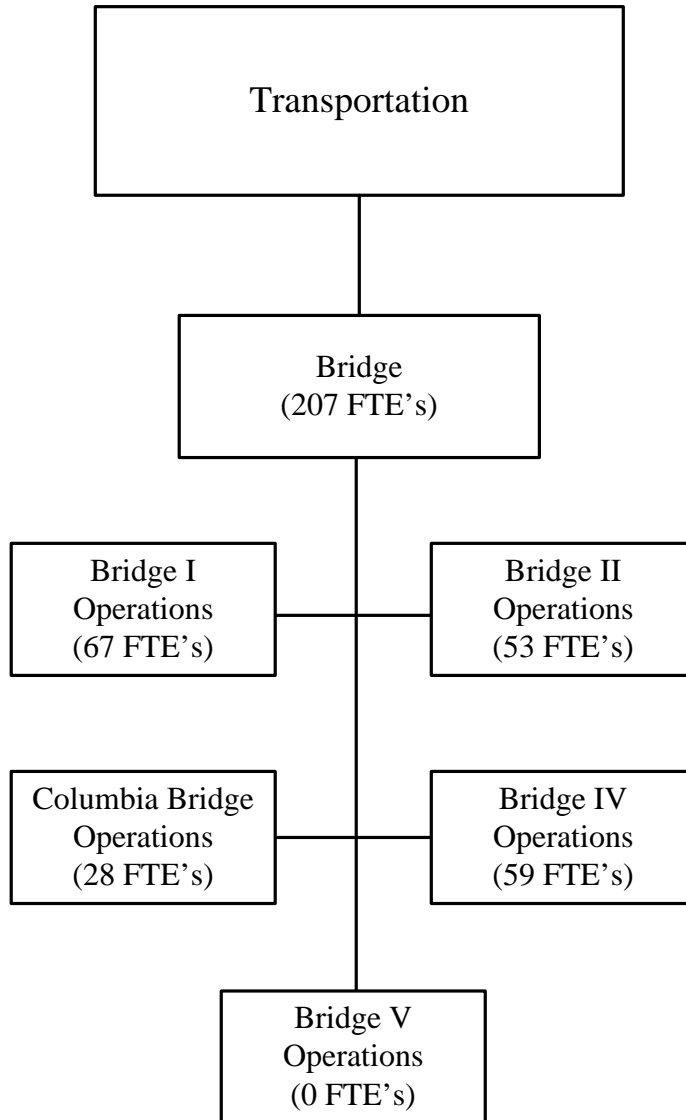 Transportation
Bridge
(207 FTE’s)
Bridge I
Operations
(67 FTE’s)
Bridge II
Operations
(53 FTE’s)
Columbia Bridge
Operations
(28 FTE’s)
Bridge IV
Operations
(59 FTE’s)
Bridge V
Operations
(0 FTE’s)